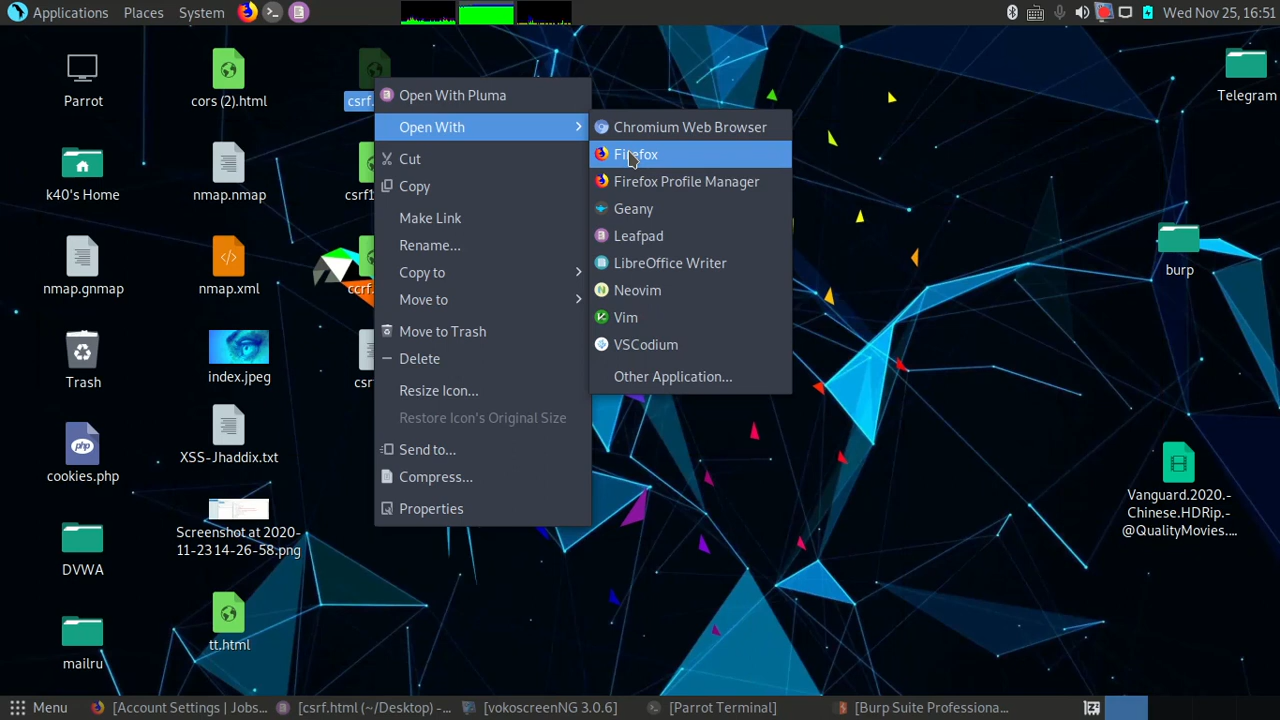 Applications Places System
Wed Nov 25, 16:51
Parrot
cors (2).html
csrf.
Telegram
Open With Pluma
Open With
Cut
Copy
Make Link
Rename...
Copy to
Move to
Move to Trash
Delete
Resize Icon...
Restore Icon's Original Size
Send to...
Compress...
Properties
Chromium Web Browser
Firefox
Firefox Profile Manager
Geany
Leafpad
LibreOffice Writer
Neovim
Vim
VSCodium
Other Application...
k40's Home
nmap.nmap
csrf1
nmap.gnmap
nmap.xml
ccrf.
burp
Trash
index.jpeg
csr
cookies.php
XSS-Jhaddix.txt
Vanguard.2020.-
Chinese.HDRip.-
@QualityMovies....
DVWA
Screenshot at 2020-
11-23 14-26-58.png
mailru
tt.html
Menu
[Account Settings | Jobs...
[csrf.html (~/Desktop) -...
[vokoscreenNG 3.0.6]
[Parrot Terminal]
[Burp Suite Professiona...